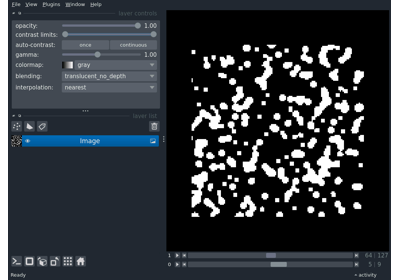 File View Plugins Window Help
layer controls
opacity: 1.00
contrast limits:
auto-contrast: once continuous
gamma: 1.00
colormap: gray
blending: translucent_no_depth
interpolation: nearest
layer list
Image
1 64 127
0 5 9
Ready activity